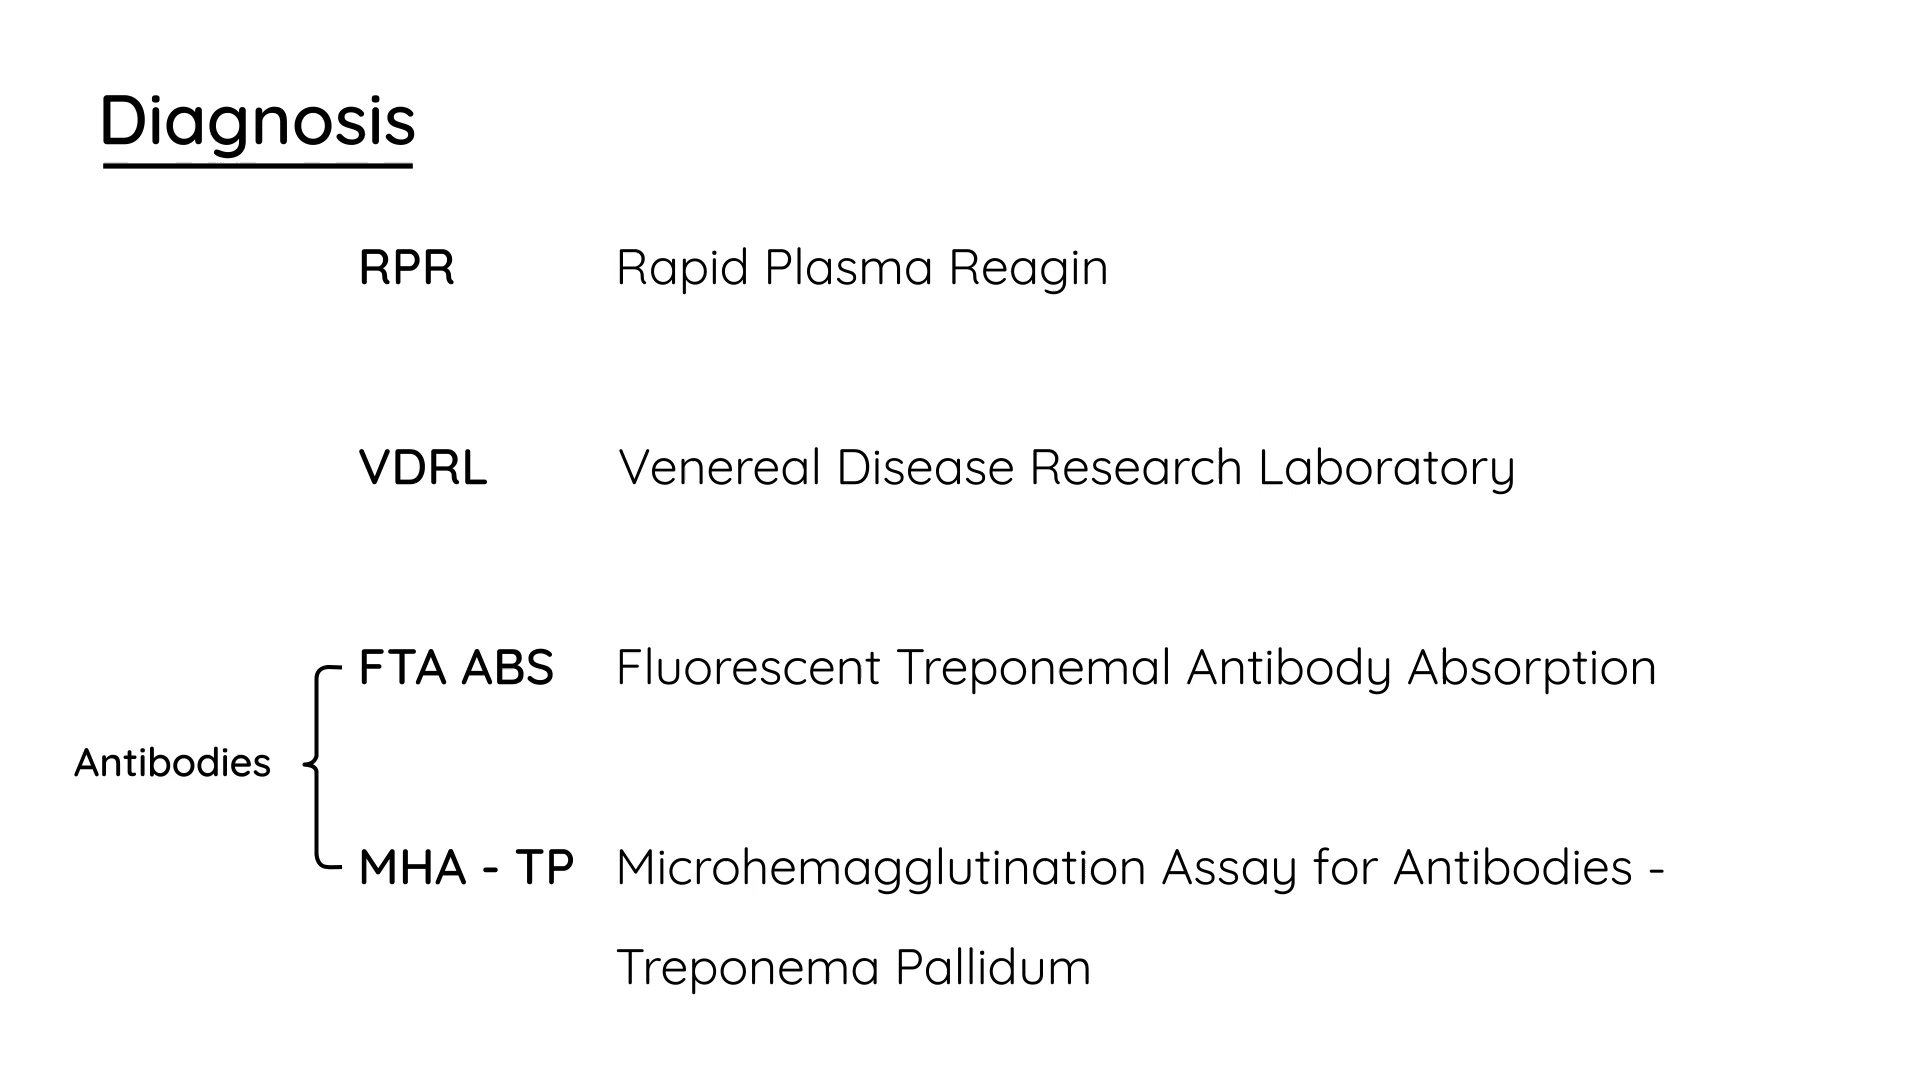 Diagnosis
RPR Rapid Plasma Reagin
VDRL Venereal Disease Research Laboratory
FTA ABS Fluorescent Treponemal Antibody Absorption
Antibodies
MHA - TP Microhemagglutination Assay for Antibodies -
Treponema Pallidum